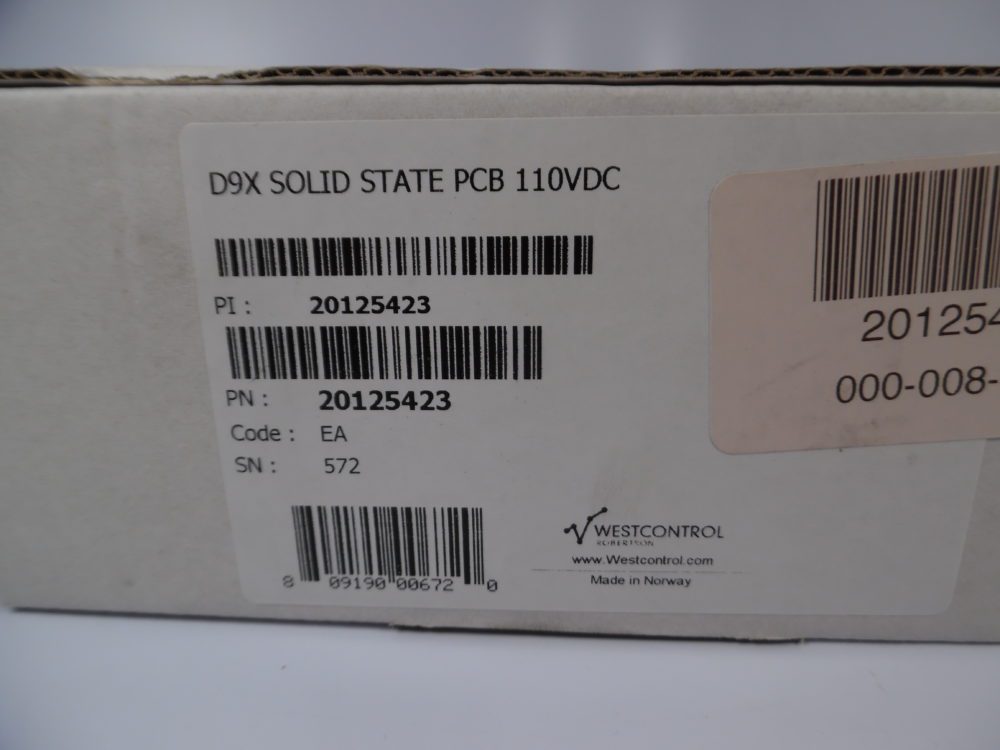 D9X SOLID STATE PCB 110VDC
PI : 20125423
PN : 20125423
Code : EA
SN : 572
8 09190 00672 0
WESTCONTROL
ROBERTSON
www.Westcontrol.com
Made in Norway
201254
000-008-